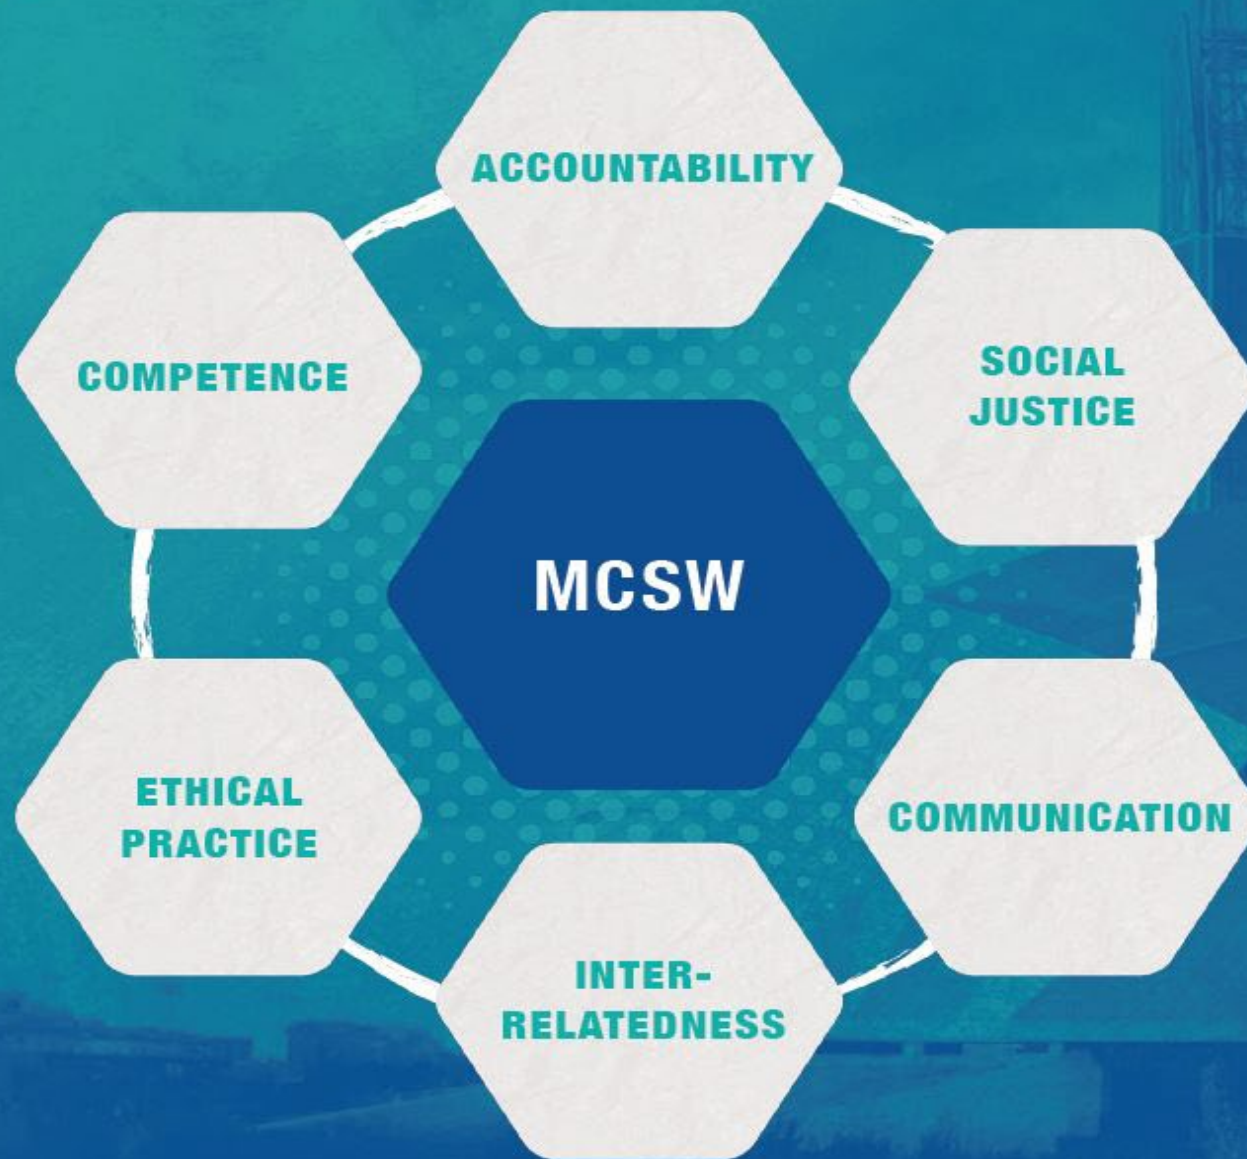 ACCOUNTABILITY
COMPETENCE
SOCIAL
JUSTICE
MCSW
ETHICAL
PRACTICE
COMMUNICATION
INTER-
RELATEDNESS